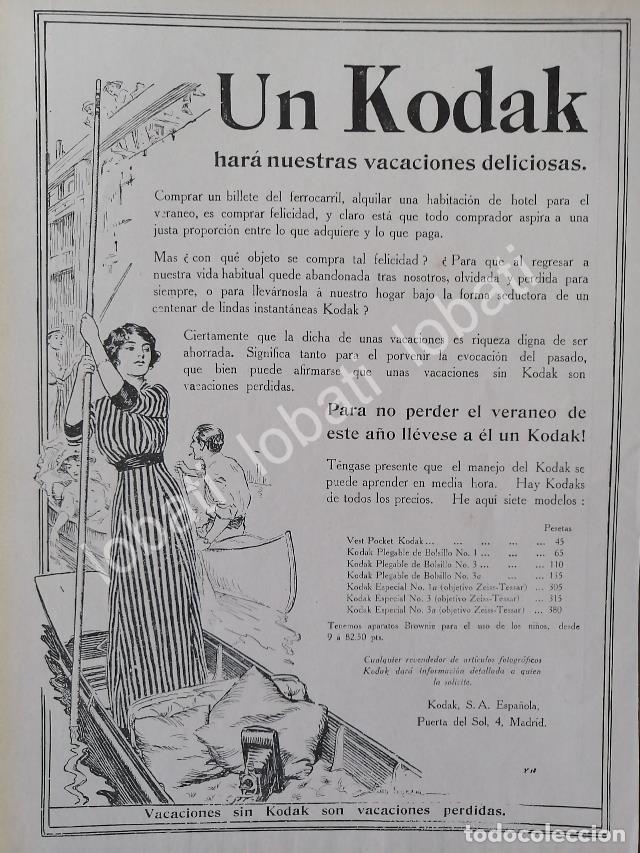 Un Kodak
hará nuestras vacaciones deliciosas.
Comprar un billete del ferrocarril, alquilar una habitación de hotel para el
veraneo, es comprar felicidad, y claro está que todo comprador aspira a una
justa proporción entre lo que adquiere y lo que paga.
Mas ¿con qué objeto se compra tal felicidad? ¿Para que al regresar a
nuestra vida habitual quede abandonada tras nosotros, olvidada y perdida para
siempre, o para llevárnosla á nuestro hogar bajo la forma seductora de un
centenar de lindas instantáneas Kodak?
Ciertamente que la dicha de unas vacaciones es riqueza digna de ser
ahorrada. Significa tanto para el porvenir la evocación del pasado,
que bien puede afirmarse que unas vacaciones sin Kodak son
vacaciones perdidas.
Para no perder el veraneo de
este año llévese a él un Kodak!
Téngase presente que el manejo del Kodak se
puede aprender en media hora. Hay Kodaks
de todos los precios. He aquí siete modelos :
Pesetas
Vest Pocket Kodak ... ... ... ... ... 45
Kodak Plegable de Bolsillo No. 1 ... ... ... 65
Kodak Plegable de Bolsillo No. 3 ... ... ... 110
Kodak Plegable de Bolsillo No. 3a ... ... 135
Kodak Especial No. 1a (objetivo Zeiss-Tessar) ... 305
Kodak Especial No. 3 (objetivo Zeiss-Tessar) ... 315
Kodak Especial No. 3a (objetivo Zeiss-Tessar) ... 380
Tenemos aparatos Brownie para el uso de los niños, desde
9 á 82.50 pts.
Cualquier revendedor de artículos fotográficos
Kodak dará información detallada a quien
la solicite.
Kodak, S. A. Española,
Puerta del Sol, 4, Madrid.
Vacaciones sin Kodak son vacaciones perdidas.
lobati lobati lobati lobati
todocoleccion.net